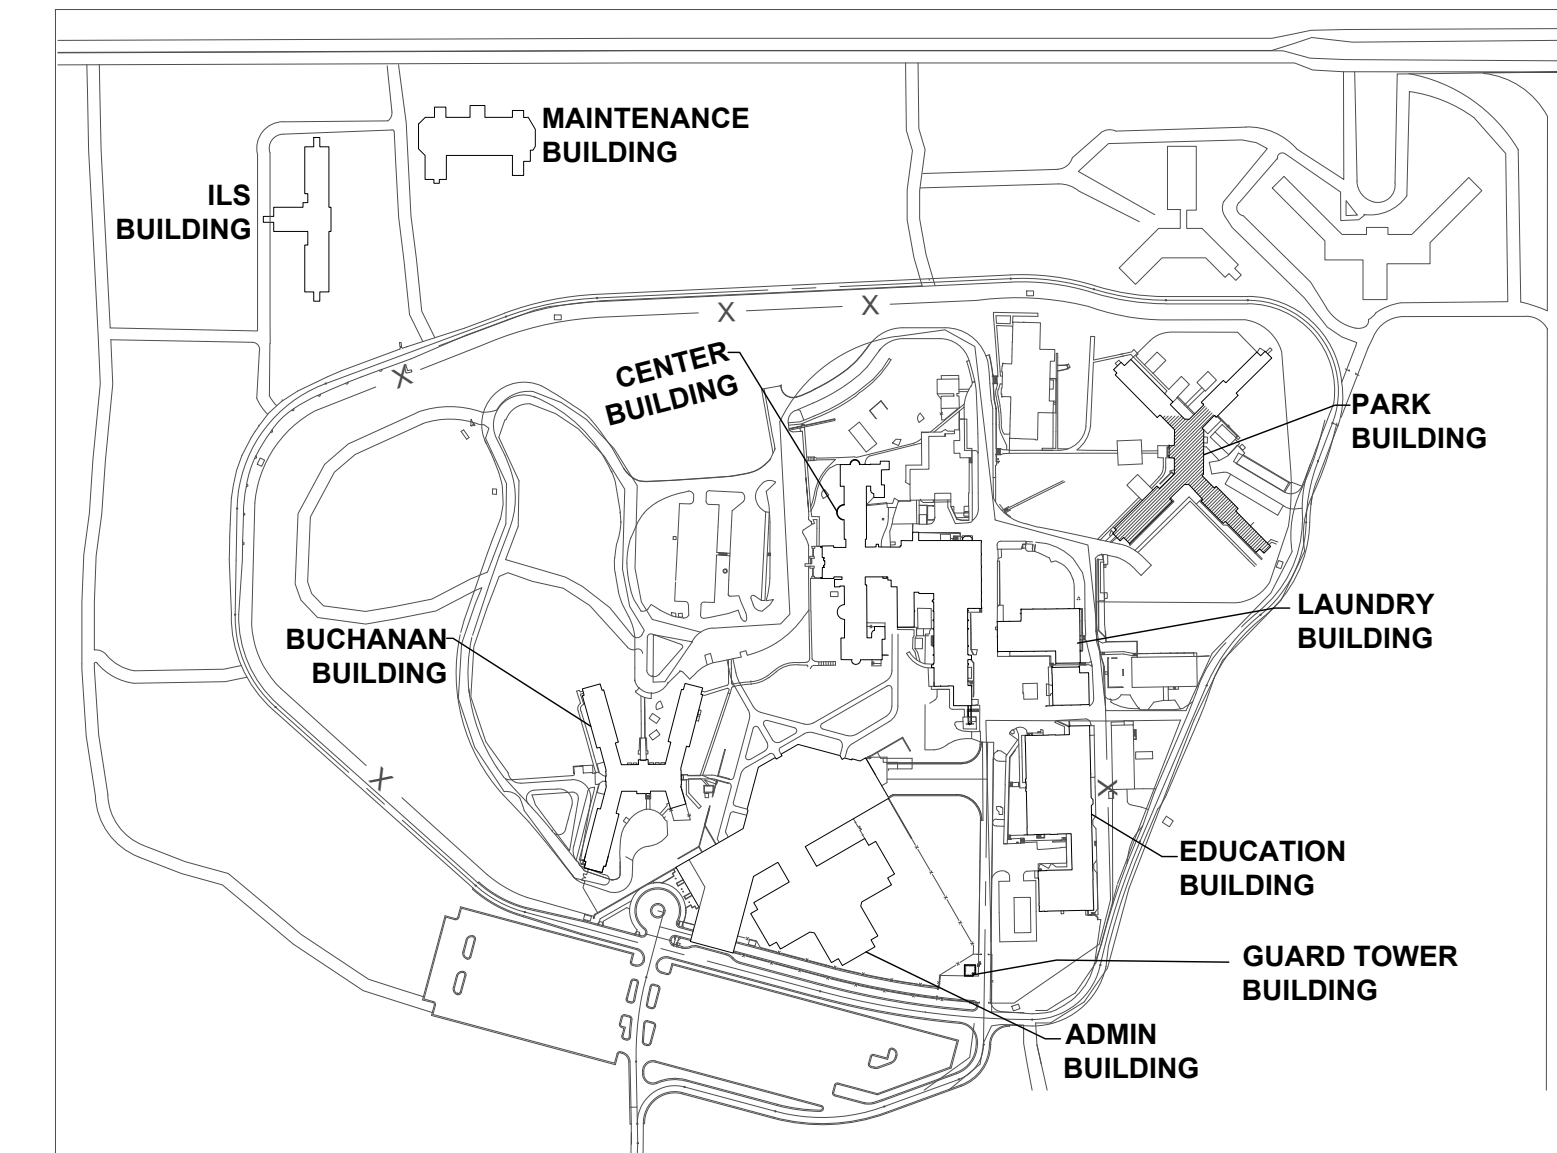 MAINTENANCE
BUILDING
ILS
BUILDING
X
X
X
CENTER
BUILDING
PARK
BUILDING
LAUNDRY
BUILDING
BUCHANAN
BUILDING
X
X
EDUCATION
BUILDING
GUARD TOWER
BUILDING
ADMIN
BUILDING